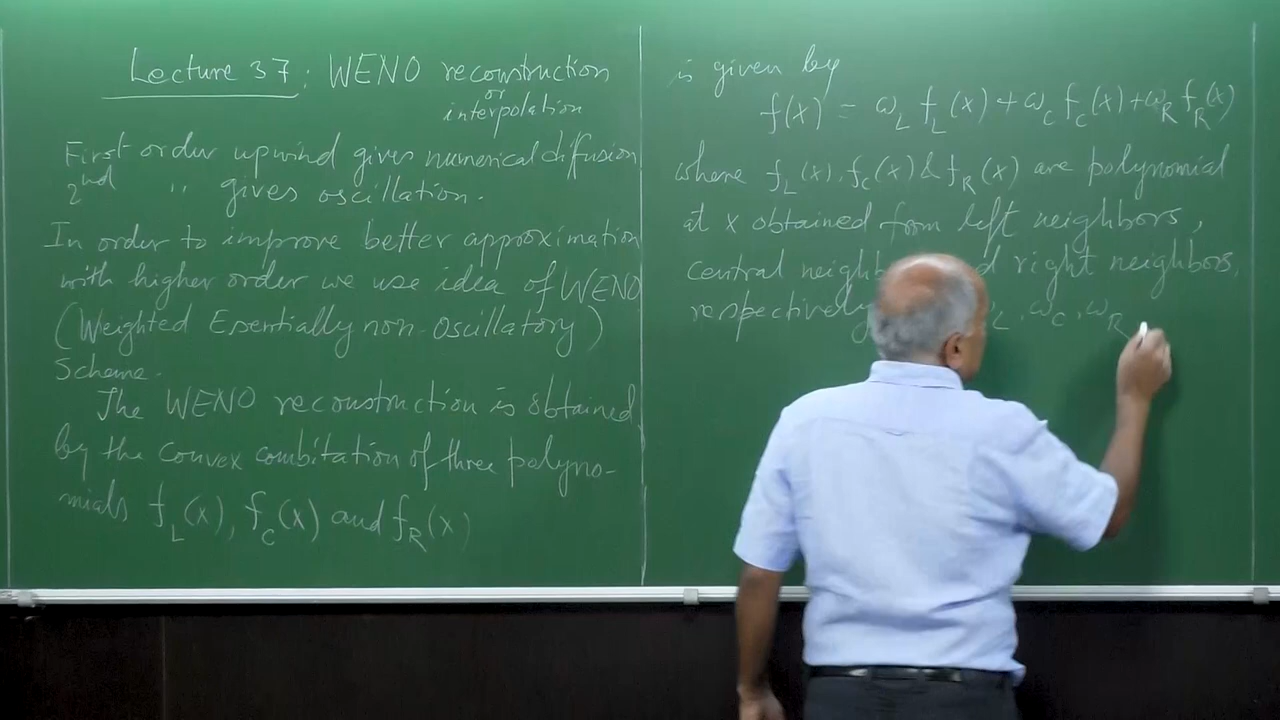 Lecture 37: WENO reconstruction
or
interpolation
First order upwind gives numerical diffusion
2nd " gives oscillation.
In order to improve better approximation
with higher order we use idea of WENO
(Weighted Esentially non-oscillatory)
Scheme.
The WENO reconstruction is obtained
by the convex combitation of three polyno-
mials f_L(x), f_C(x) and f_R(x)
is given by
f(x) = ω_L f_L(x) + ω_C f_C(x) + ω_R f_R(x)
where f_L(x), f_C(x) & f_R(x) are polynomial
at x obtained from left neighbors,
central right neighbors,
respectively ω_C, ω_R